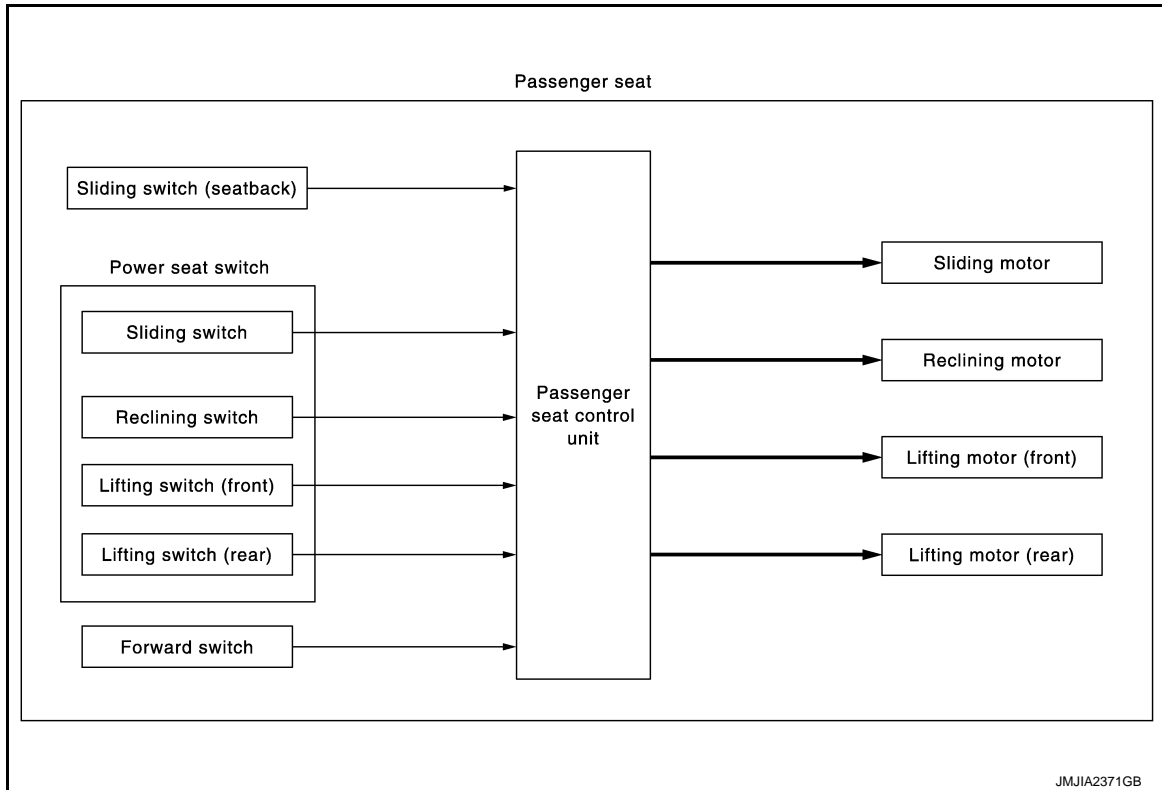 Passenger seat
Sliding switch (seatback)
Power seat switch
Sliding switch
Reclining switch
Lifting switch (front)
Lifting switch (rear)
Forward switch
Passenger
seat control
unit
Sliding motor
Reclining motor
Lifting motor (front)
Lifting motor (rear)
JMJIA2371GB